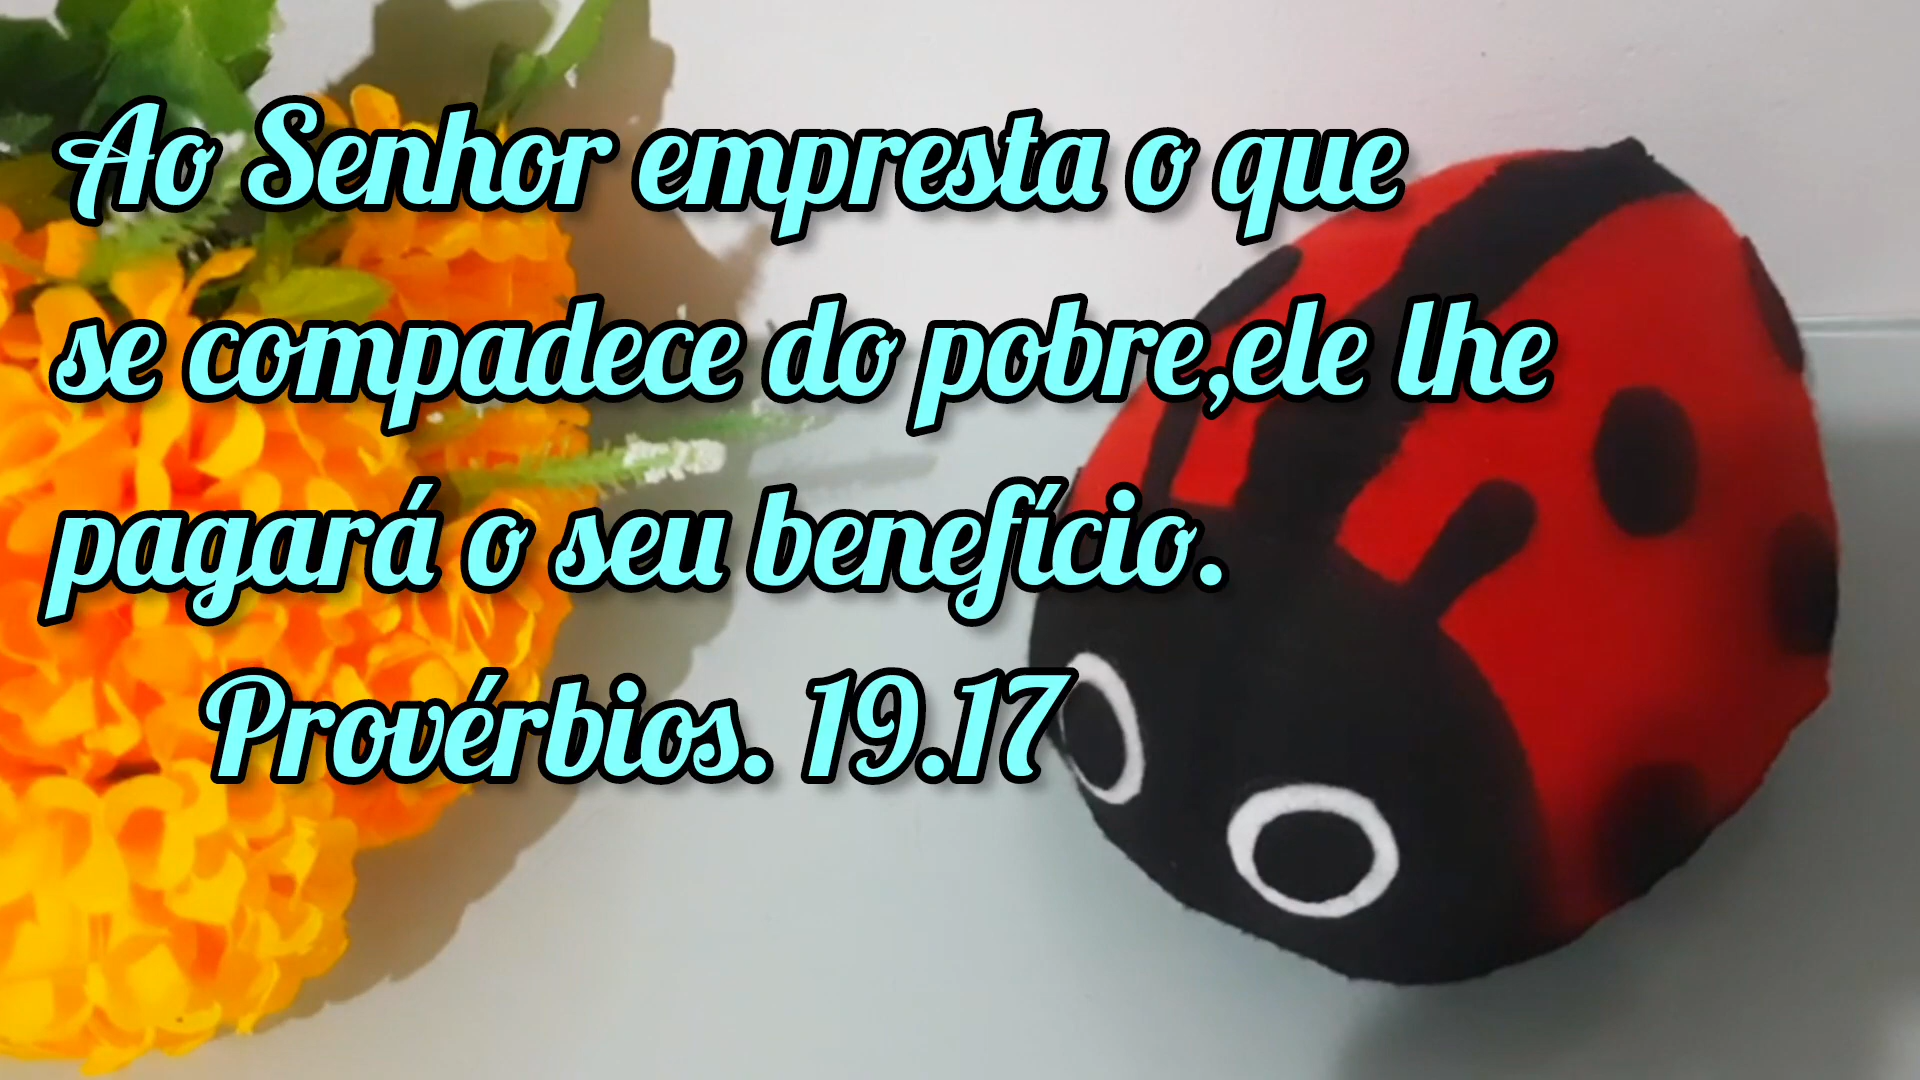 Ao Senhor empresta o que
se compadece do pobre,ele lhe
pagará o seu benefício.
Provérbios. 19.17